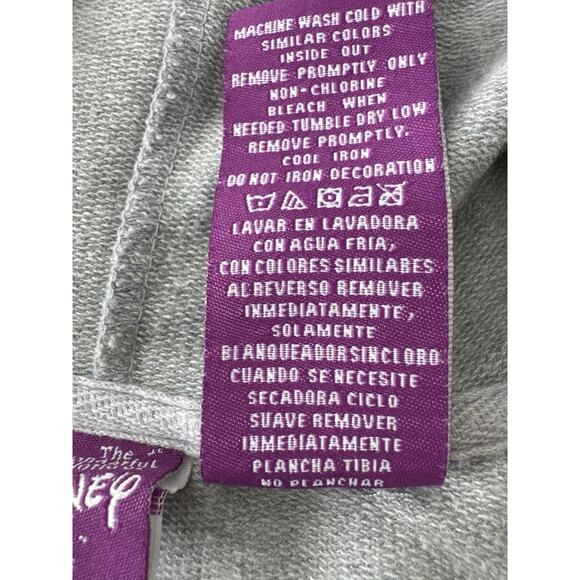 MACHINE WASH COLD WITH
SIMILAR COLORS
INSIDE OUT
REMOVE PROMPTLY ONLY
NON-CHLORINE
BLEACH WHEN
NEEDED TUMBLE DRY LOW
REMOVE PROMPTLY.
COOL IRON
DO NOT IRON DECORATION
LAVAR EN LAVADORA
CON AGUA FRIA,
CON COLORES SIMILARES
AL REVERSO REMOVER
INMEDIATAMENTE,
SOLAMENTE
BLANQUEADOR SIN CLORO
CUANDO SE NECESITE
SECADORA CICLO
SUAVE REMOVER
INMEDIATAMENTE
PLANCHA TIBIA
NO PLANCHAR
The